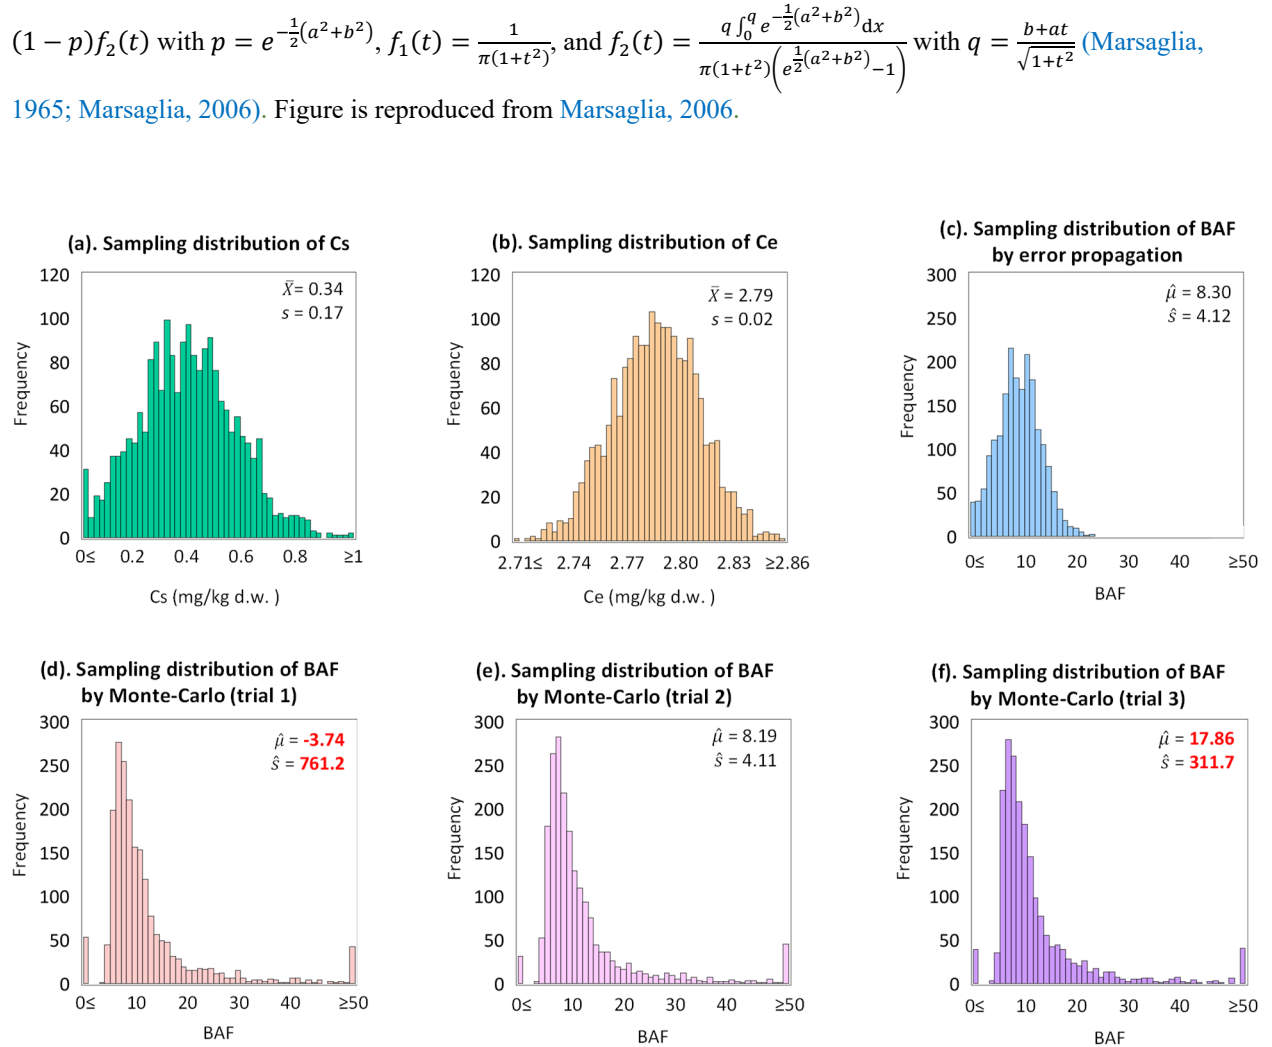 (1 − p)f₂(t) with p = e^{−½(a²+b²)}, f₁(t) = 1/(π(1+t²)), and f₂(t) = q ∫₀^q e^{−½(a²+b²)}dx / (π(1+t²)(e^{½(a²+b²)}−1)) with q = (b+at)/√(1+t²) (Marsaglia,
1965; Marsaglia, 2006). Figure is reproduced from Marsaglia, 2006.
(a). Sampling distribution of Cs
X̄= 0.34
s = 0.17
Frequency
120
100
80
60
40
20
0
0≤ 0.2 0.4 0.6 0.8 ≥1
Cs (mg/kg d.w. )
(b). Sampling distribution of Ce
X̄ = 2.79
s = 0.02
Frequency
120
100
80
60
40
20
0
2.71≤ 2.74 2.77 2.80 2.83 ≥2.86
Ce (mg/kg d.w. )
(c). Sampling distribution of BAF
by error propagation
μ̂ = 8.30
ŝ = 4.12
Frequency
300
250
200
150
100
50
0
0≤ 10 20 30 40 ≥50
BAF
(d). Sampling distribution of BAF
by Monte-Carlo (trial 1)
μ̂ = -3.74
ŝ = 761.2
Frequency
300
250
200
150
100
50
0
0≤ 10 20 30 40 ≥50
BAF
(e). Sampling distribution of BAF
by Monte-Carlo (trial 2)
μ̂ = 8.19
ŝ = 4.11
Frequency
300
250
200
150
100
50
0
0≤ 10 20 30 40 ≥50
BAF
(f). Sampling distribution of BAF
by Monte-Carlo (trial 3)
μ̂ = 17.86
ŝ = 311.7
Frequency
300
250
200
150
100
50
0
0≤ 10 20 30 40 ≥50
BAF